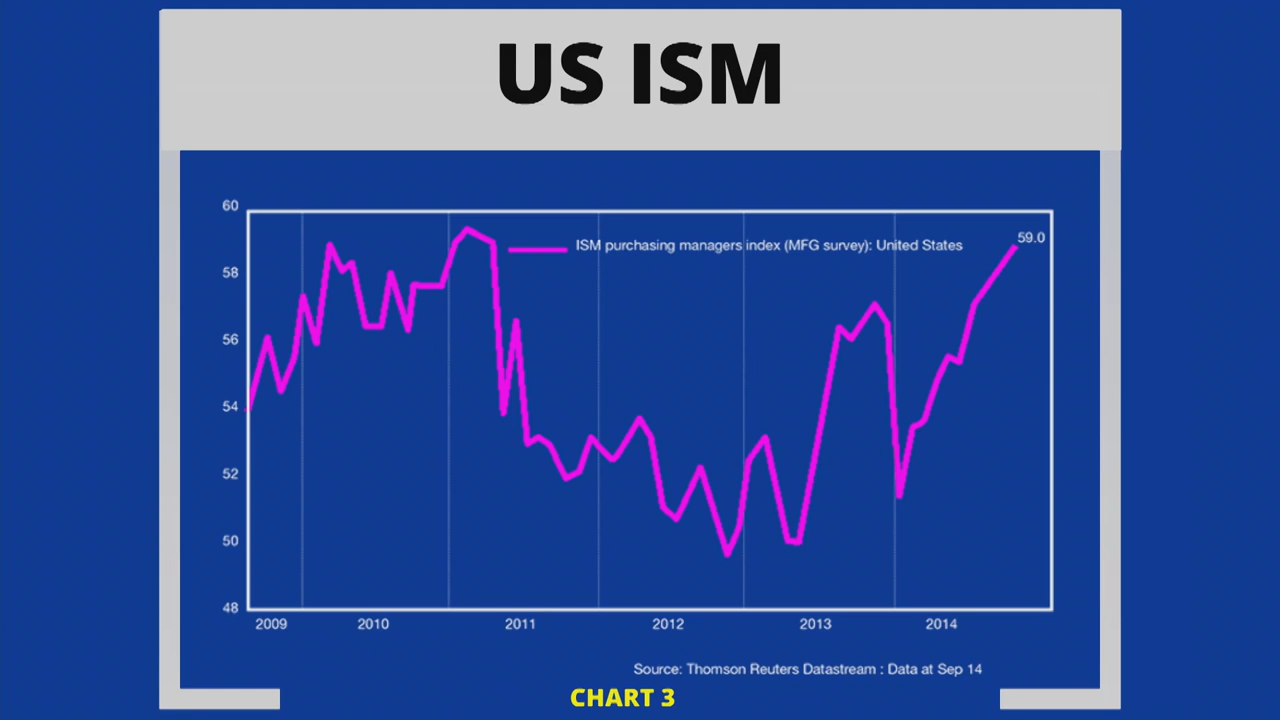 US ISM
60
ISM purchasing managers index (MFG survey): United States
59.0
58
56
54
52
50
48
2009 2010 2011 2012 2013 2014
Source: Thomson Reuters Datastream : Data at Sep 14
CHART 3